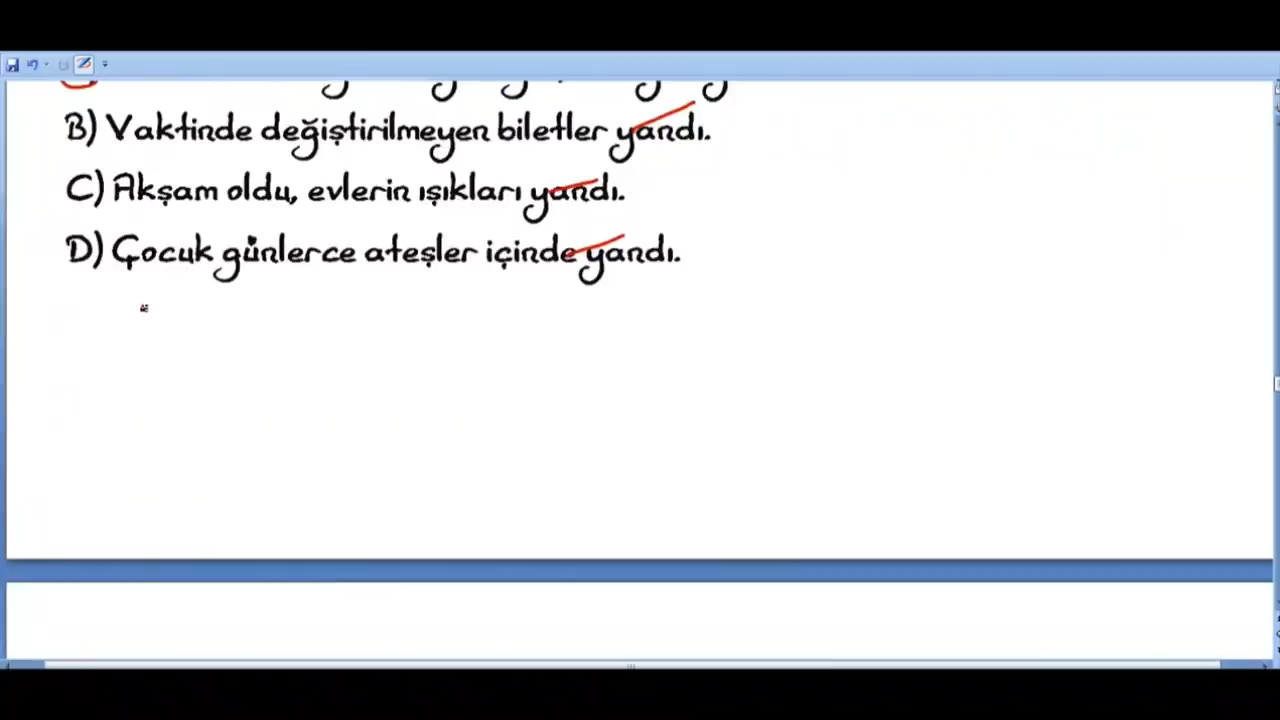 B) Vaktinde değiştirilmeyen biletler yandı.
C) Akşam oldu, evlerin ışıkları yandı.
D) Çocuk günlerce ateşler içinde yandı.